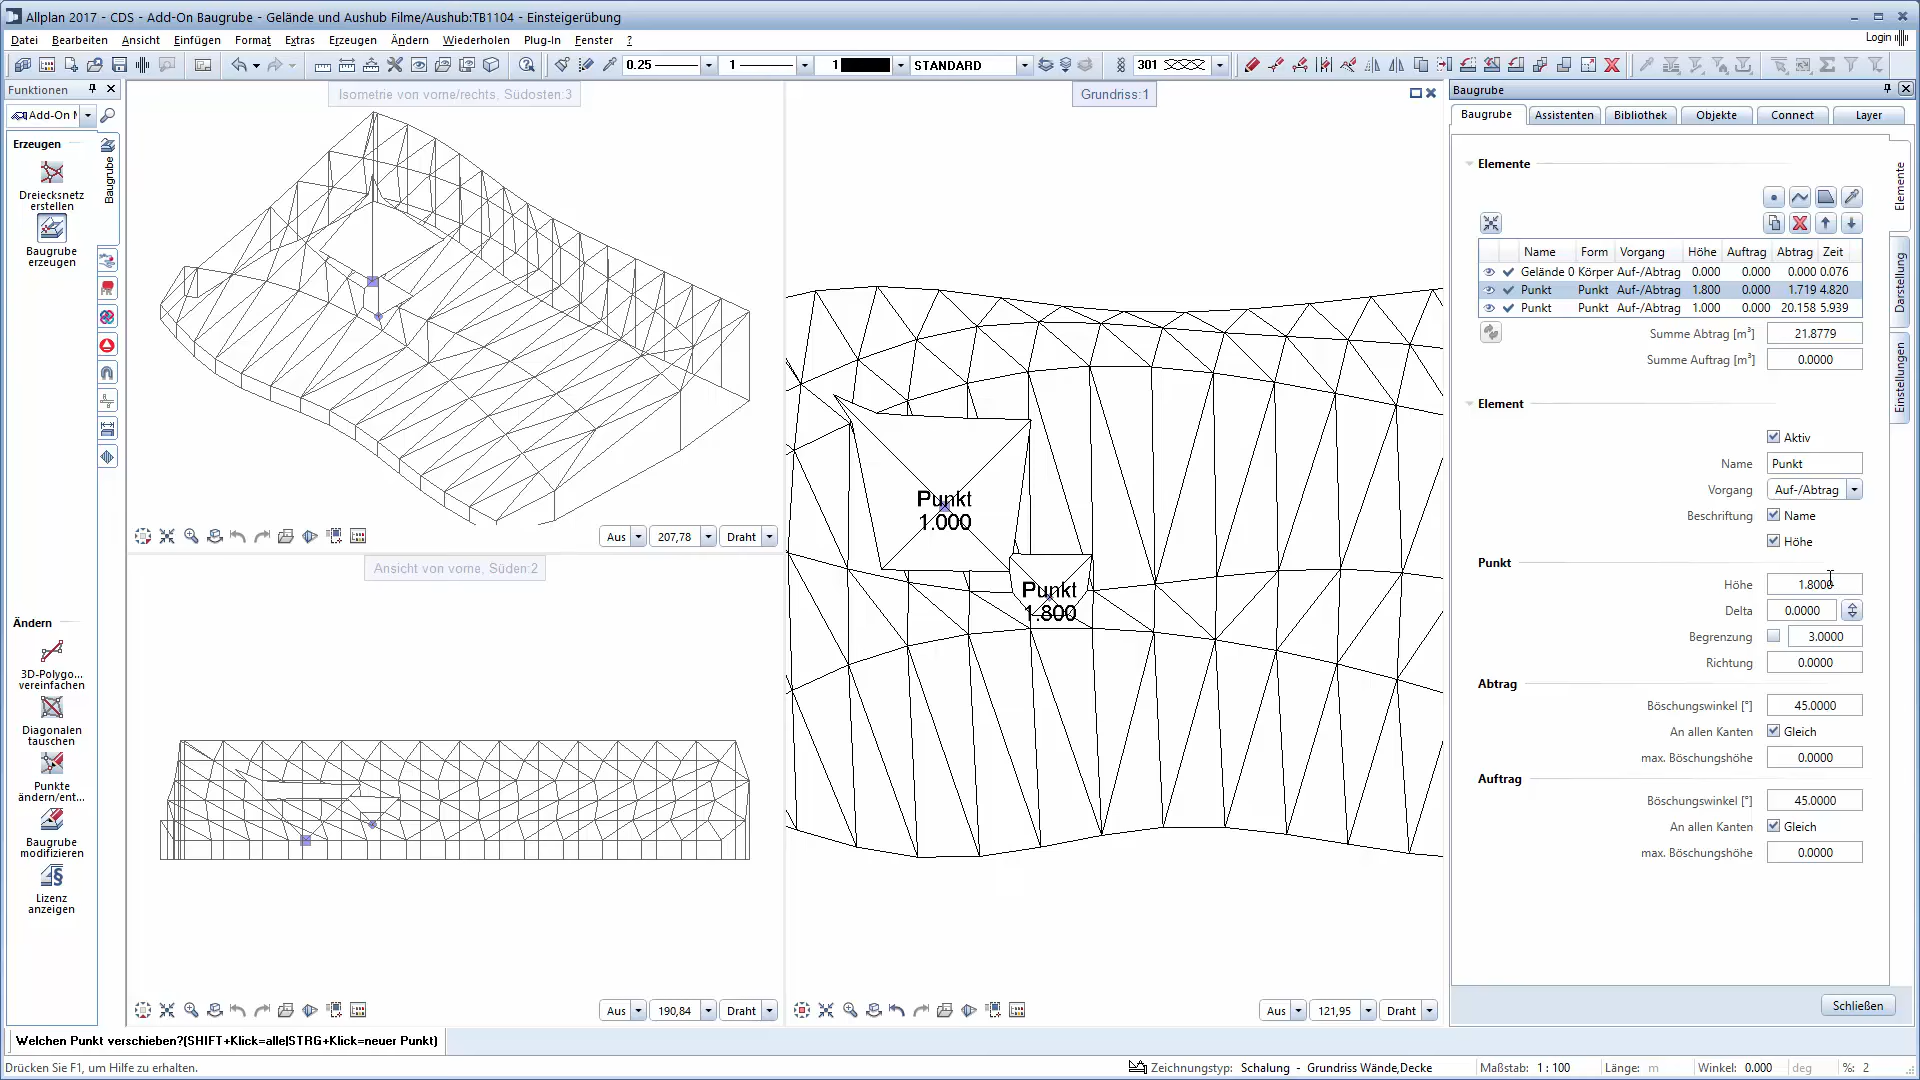 Allplan 2017 - CDS - Add-On Baugrube - Gelände und Aushub Filme/Aushub:TB1104 - Einsteigerübung
Datei Bearbeiten Ansicht Einfügen Format Extras Erzeugen Ändern Wiederholen Plug-In Fenster ?
Login
0.25 1 1 STANDARD 301
Funktionen
Add-On
Erzeugen
Baugrube
Dreiecksnetz
erstellen
Baugrube
erzeugen
Ändern
3D-Polygo...
vereinfachen
Diagonalen
tauschen
Punkte
ändern/ent...
Baugrube
modifizieren
Lizenz
anzeigen
Isometrie von vorne/rechts, Südosten:3
Aus 207,78 Draht
Ansicht von vorne, Süden:2
Aus 190,84 Draht
Grundriss:1
Punkt
1.000
Punkt
1.800
Aus 121,95 Draht
Baugrube
Baugrube Assistenten Bibliothek Objekte Connect Layer
Elemente
Darstellung
Einstellungen
Elemente
Name Form Vorgang Höhe Auftrag Abtrag Zeit
Gelände 0 Körper Auf-/Abtrag 0.000 0.000 0.000 0.076
Punkt Punkt Auf-/Abtrag 1.800 0.000 1.719 4.820
Punkt Punkt Auf-/Abtrag 1.000 0.000 20.158 5.939
Summe Abtrag [m³] 21.8779
Summe Auftrag [m³] 0.0000
Element
Aktiv
Name Punkt
Vorgang Auf-/Abtrag
Beschriftung Name
Höhe
Punkt
Höhe 1.8000
Delta 0.0000
Begrenzung 3.0000
Richtung 0.0000
Abtrag
Böschungswinkel [°] 45.0000
An allen Kanten Gleich
max. Böschungshöhe 0.0000
Auftrag
Böschungswinkel [°] 45.0000
An allen Kanten Gleich
max. Böschungshöhe 0.0000
Schließen
Welchen Punkt verschieben?(SHIFT+Klick=alle|STRG+Klick=neuer Punkt)
Drücken Sie F1, um Hilfe zu erhalten.
Zeichnungstyp: Schalung - Grundriss Wände,Decke Maßstab: 1 : 100 Länge: m Winkel: 0.000 deg %: 2